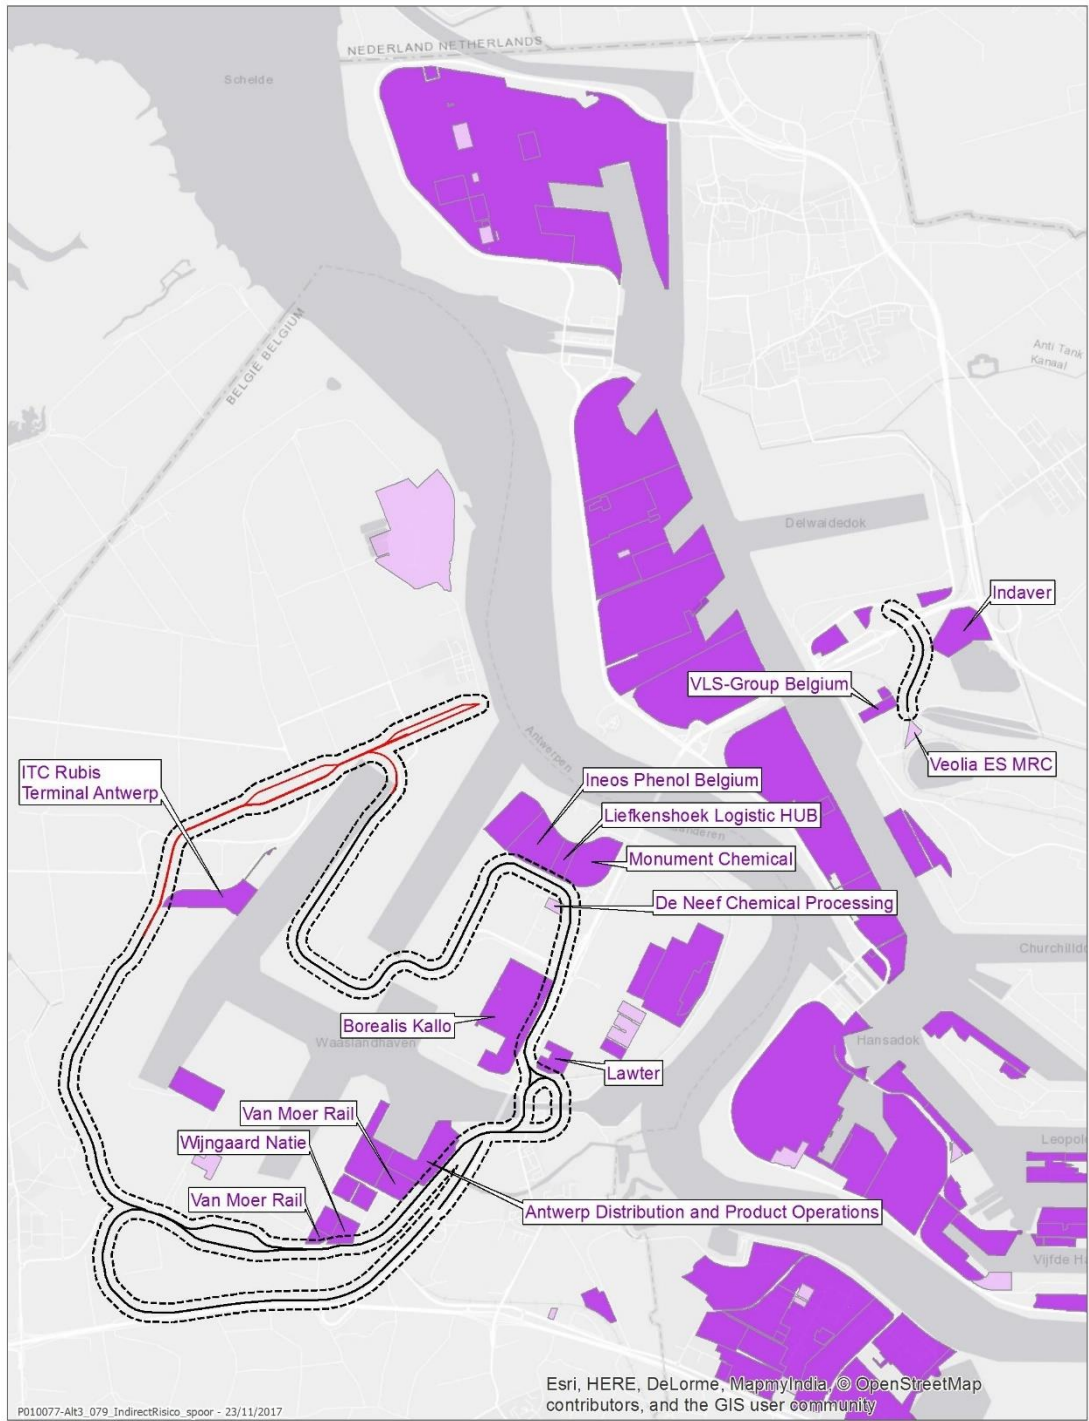 NEDERLAND NETHERLANDS
Schelde
BELGIE BELGIUM
Anti Tank
Kanaal
Delwaidedok
Indaver
VLS-Group Belgium
Veolia ES MRC
Antwerpen
ITC Rubis
Terminal Antwerp
Ineos Phenol Belgium
Liefkenshoek Logistic HUB
Monument Chemical
De Neef Chemical Processing
Borealis Kallo
Waaslandhaven
Lawter
Hansadok
Van Moer Rail
Wijngaard Natie
Van Moer Rail
Antwerp Distribution and Product Operations
Esri, HERE, DeLorme, MapmyIndia, © OpenStreetMap
contributors, and the GIS user community
P010077-Alt3_079_IndirectRisico_spoor - 23/11/2017